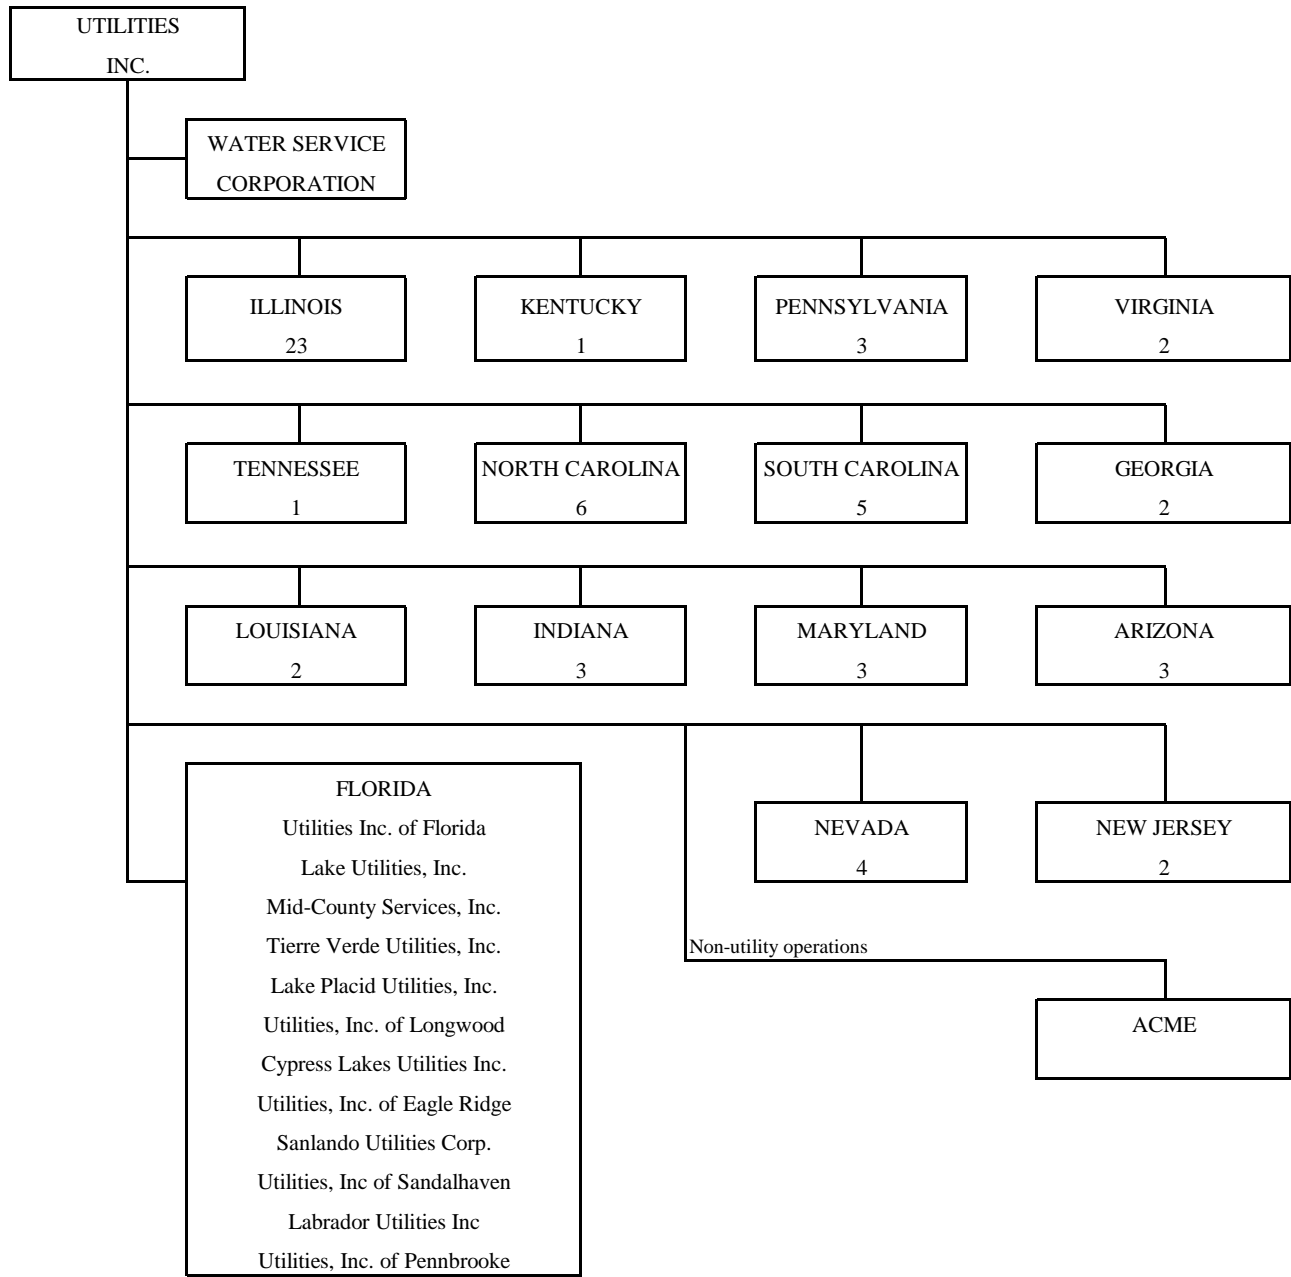 UTILITIES
INC.
WATER SERVICE
CORPORATION
ILLINOIS
23
KENTUCKY
1
PENNSYLVANIA
3
VIRGINIA
2
TENNESSEE
1
NORTH CAROLINA
6
SOUTH CAROLINA
5
GEORGIA
2
LOUISIANA
2
INDIANA
3
MARYLAND
3
ARIZONA
3
FLORIDA
Utilities Inc. of Florida
Lake Utilities, Inc.
Mid-County Services, Inc.
Tierre Verde Utilities, Inc.
Lake Placid Utilities, Inc.
Utilities, Inc. of Longwood
Cypress Lakes Utilities Inc.
Utilities, Inc. of Eagle Ridge
Sanlando Utilities Corp.
Utilities, Inc of Sandalhaven
Labrador Utilities Inc
Utilities, Inc. of Pennbrooke
NEVADA
4
NEW JERSEY
2
Non-utility operations
ACME